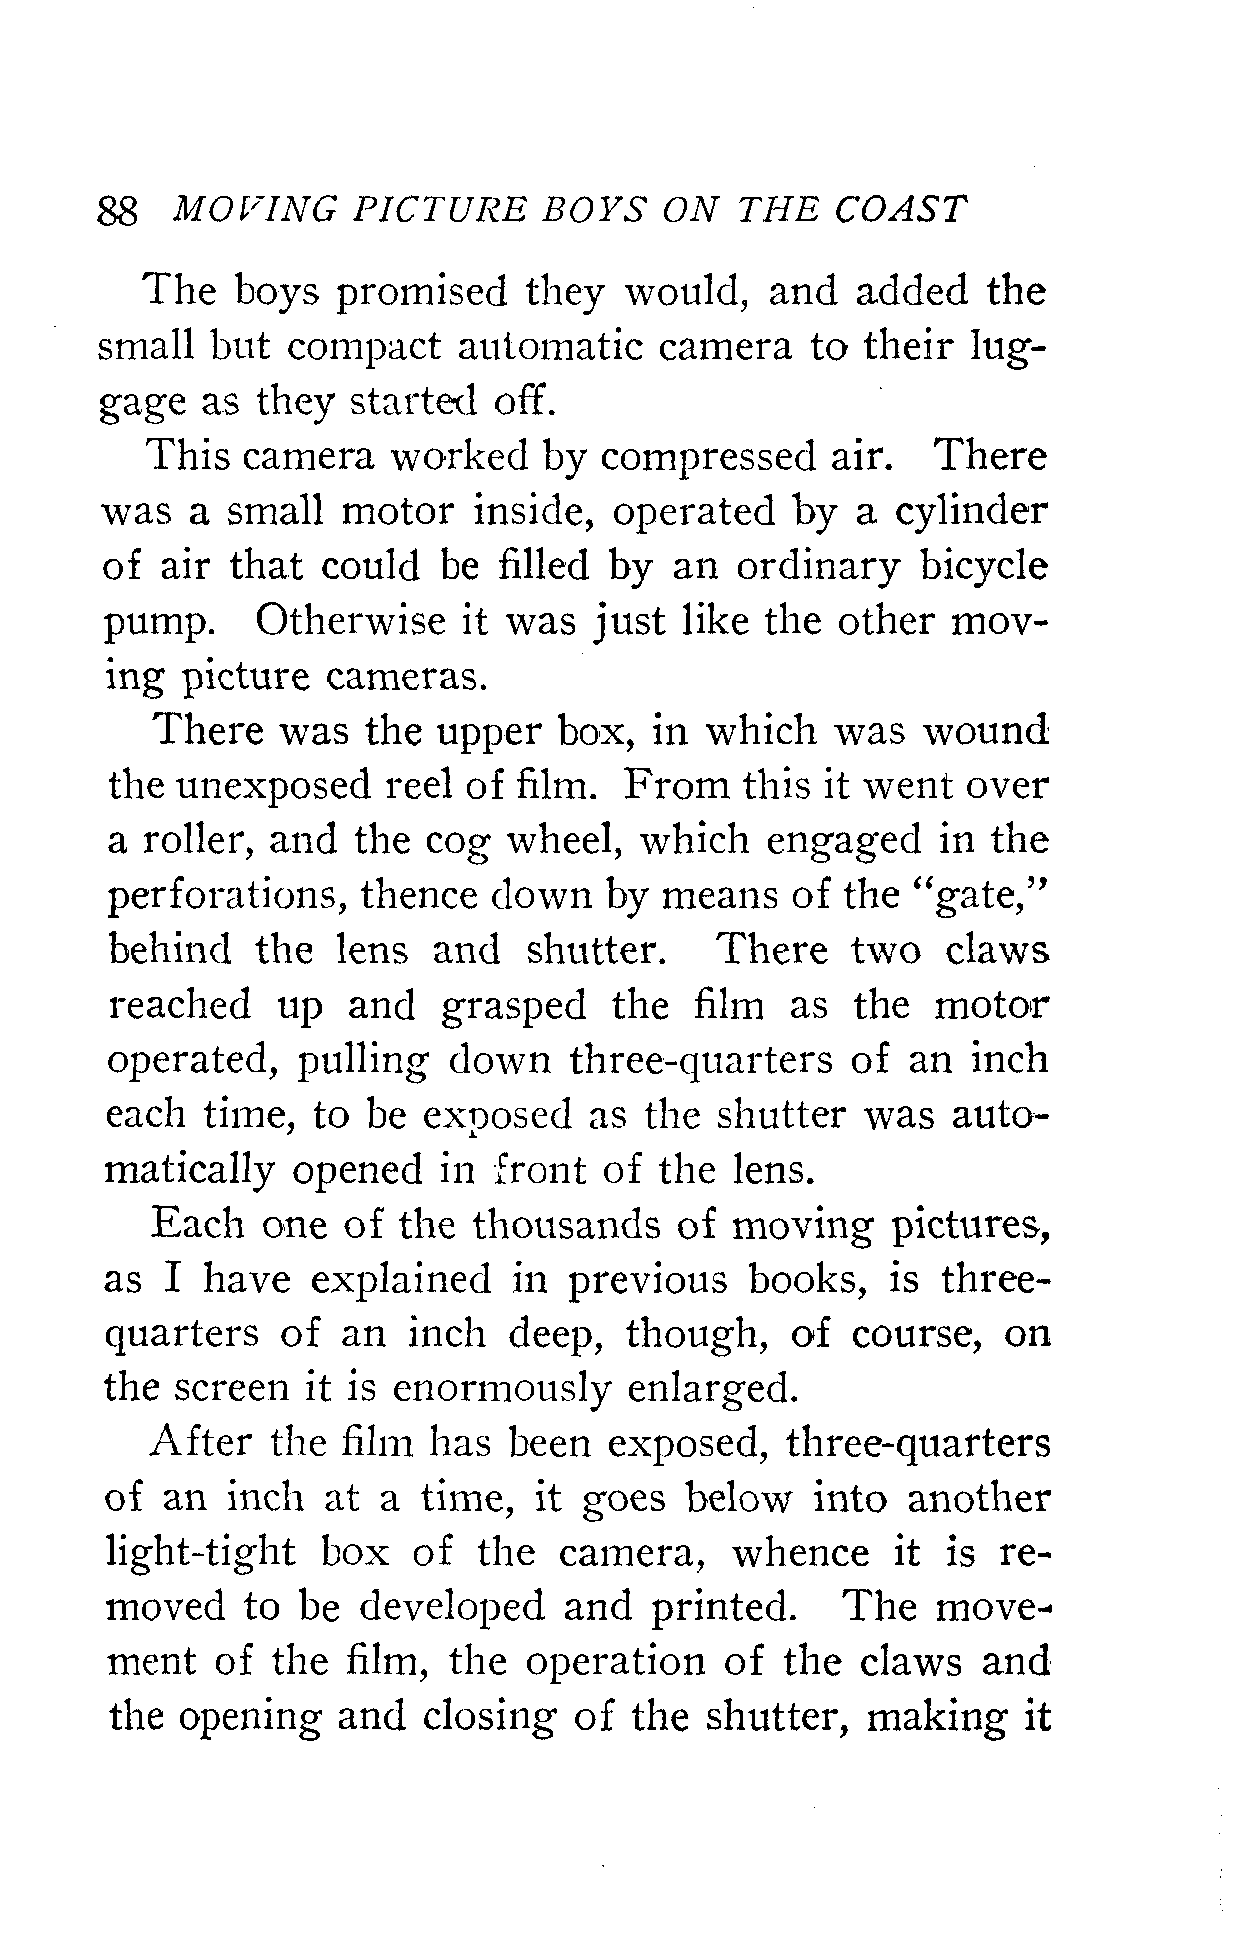 88 MOVING PICTURE BOYS ON THE COAST
The boys promised they would, and added the
small but compact automatic camera to their lug-
gage as they started off.
This camera worked by compressed air. There
was a small motor inside, operated by a cylinder
of air that could be filled by an ordinary bicycle
pump. Otherwise it was just like the other mov-
ing picture cameras.
There was the upper box, in which was wound
the unexposed reel of film. From this it went over
a roller, and the cog wheel, which engaged in the
perforations, thence down by means of the "gate,"
behind the lens and shutter. There two claws
reached up and grasped the film as the motor
operated, pulling down three-quarters of an inch
each time, to be exposed as the shutter was auto-
matically opened in front of the lens.
Each one of the thousands of moving pictures,
as I have explained in previous books, is three-
quarters of an inch deep, though, of course, on
the screen it is enormously enlarged.
After the film has been exposed, three-quarters
of an inch at a time, it goes below into another
light-tight box of the camera, whence it is re-
moved to be developed and printed. The move-
ment of the film, the operation of the claws and
the opening and closing of the shutter, making it